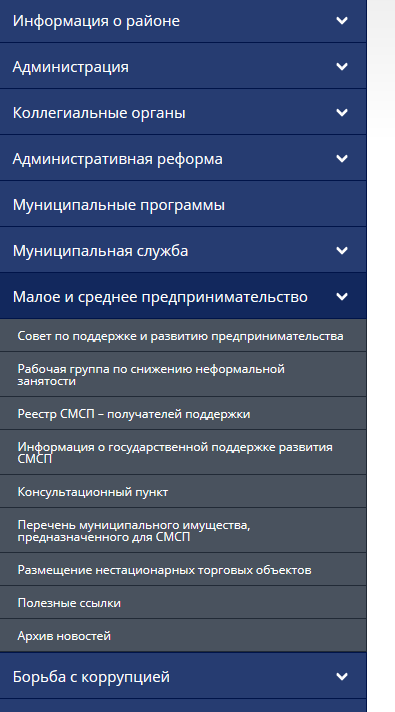 Информация о районе
Администрация
Коллегиальные органы
Административная реформа
Муниципальные программы
Муниципальная служба
Малое и среднее предпринимательство
Совет по поддержке и развитию предпринимательства
Рабочая группа по снижению неформальной
занятости
Реестр СМСП – получателей поддержки
Информация о государственной поддержке развития
СМСП
Консультационный пункт
Перечень муниципального имущества,
предназначенного для СМСП
Размещение нестационарных торговых объектов
Полезные ссылки
Архив новостей
Борьба с коррупцией